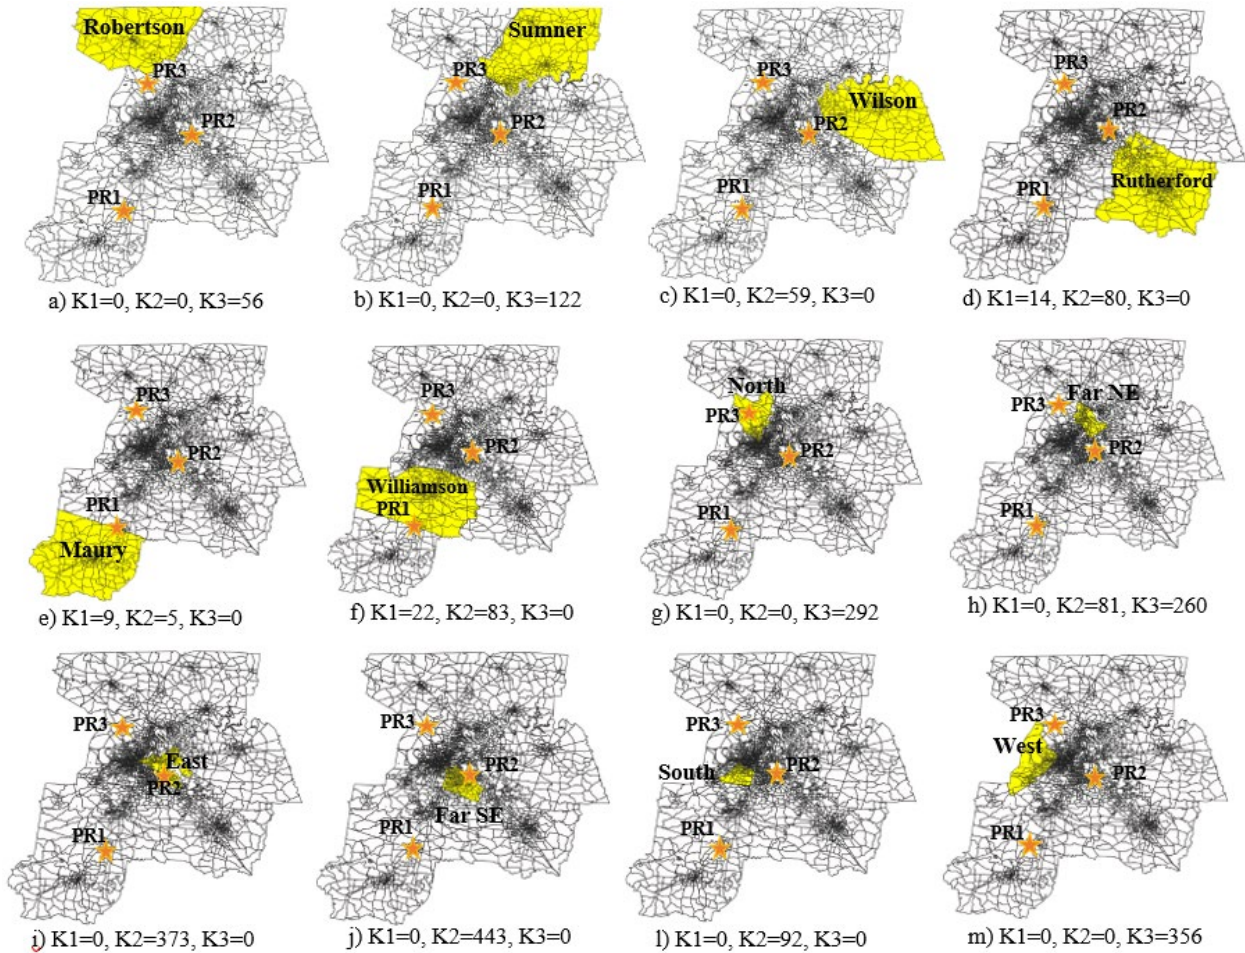 Robertson
PR3
PR2
PR1
a) K1=0, K2=0, K3=56
Sumner
PR3
PR2
PR1
b) K1=0, K2=0, K3=122
PR3
Wilson
PR2
PR1
c) K1=0, K2=59, K3=0
PR3
PR2
Rutherford
PR1
d) K1=14, K2=80, K3=0
PR3
PR2
PR1
Maury
e) K1=9, K2=5, K3=0
PR3
PR2
Williamson
PR1
f) K1=22, K2=83, K3=0
North
PR3
PR2
PR1
g) K1=0, K2=0, K3=292
Far NE
PR3
PR2
PR1
h) K1=0, K2=81, K3=260
PR3
East
PR2
PR1
i) K1=0, K2=373, K3=0
PR3
PR2
Far SE
PR1
j) K1=0, K2=443, K3=0
PR3
South
PR2
PR1
l) K1=0, K2=92, K3=0
PR3
West
PR2
PR1
m) K1=0, K2=0, K3=356